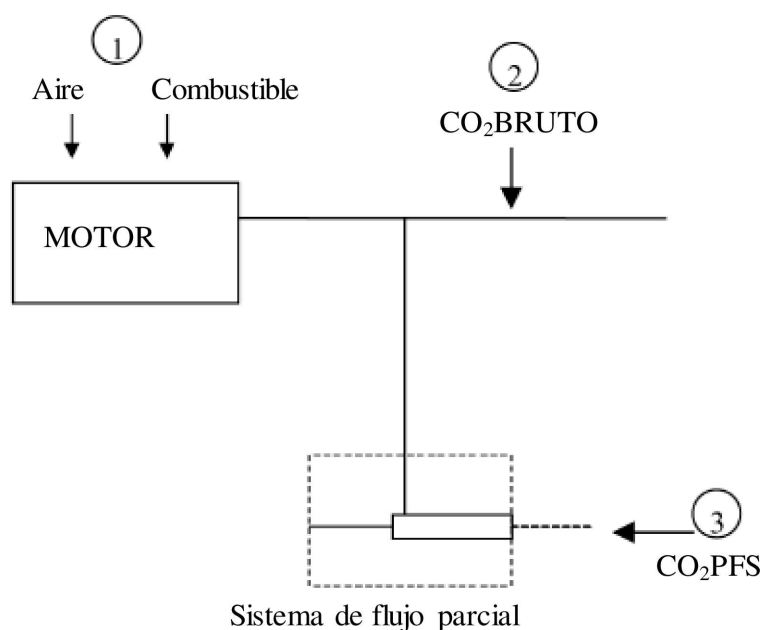 1
Aire Combustible
2
CO₂BRUTO
MOTOR
3
CO₂PFS
Sistema de flujo parcial